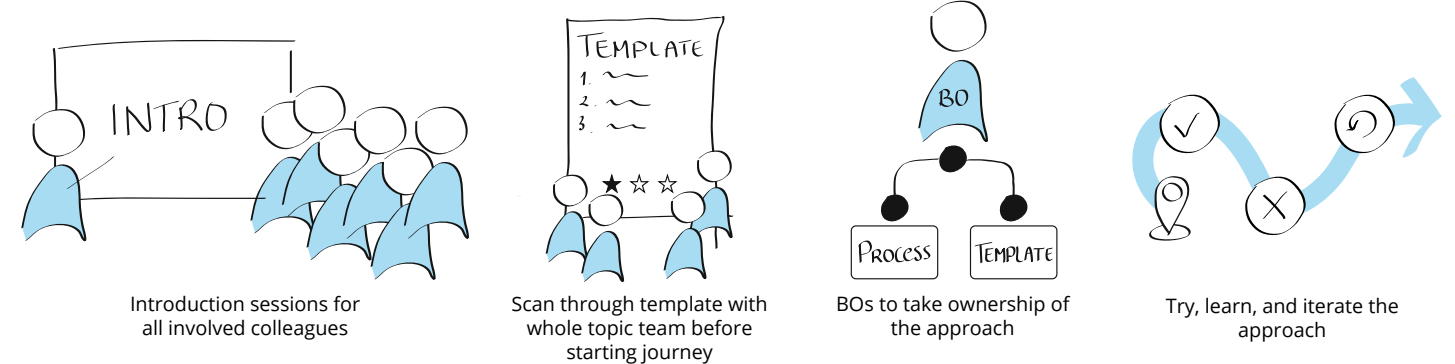 INTRO
Introduction sessions for
all involved colleagues
TEMPLATE
1.
2.
3.
Scan through template with
whole topic team before
starting journey
BO
PROCESS
TEMPLATE
BOs to take ownership of
the approach
Try, learn, and iterate the
approach